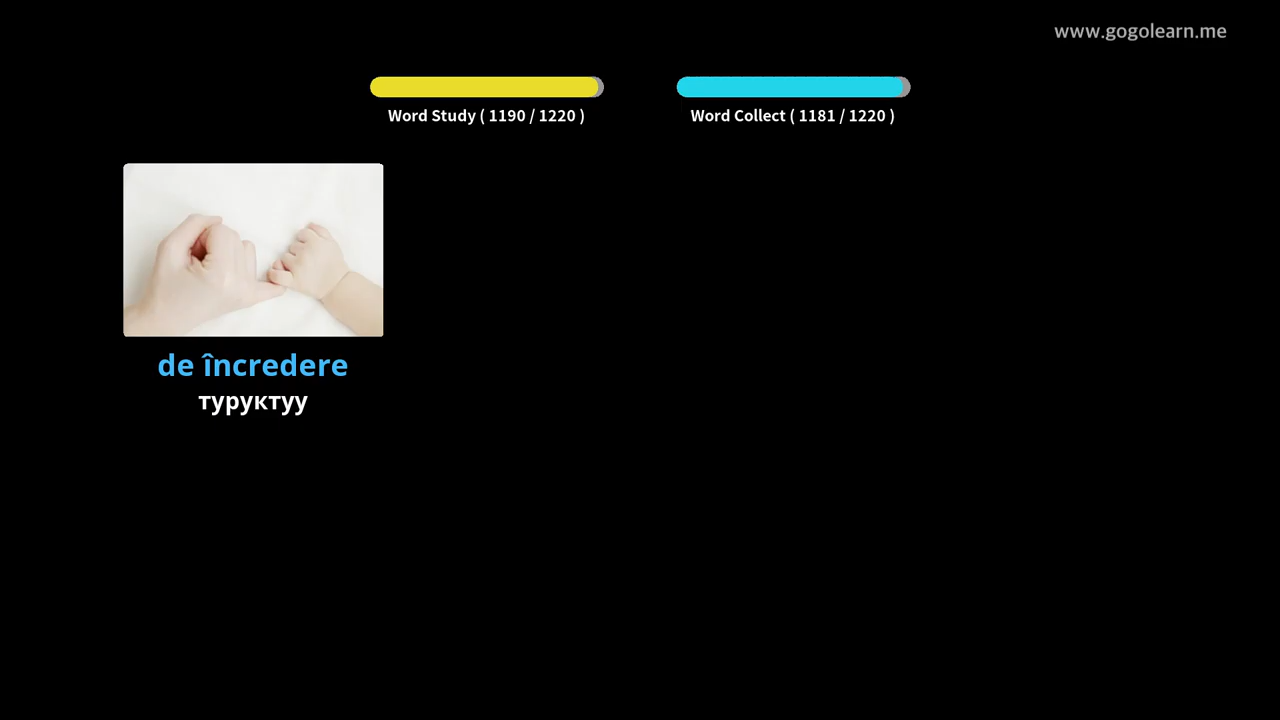 www.gogolearn.me
Word Study ( 1190 / 1220 )
Word Collect ( 1181 / 1220 )
de încredere
туруктуу